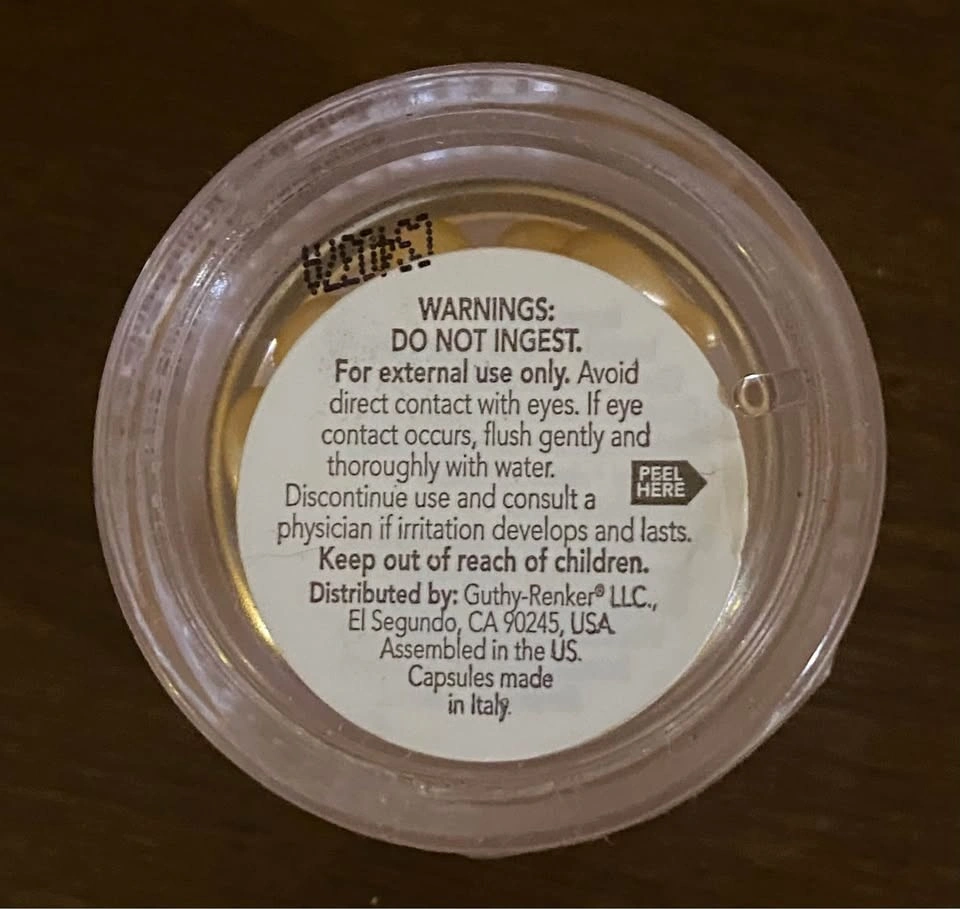 WARNINGS:
DO NOT INGEST.
For external use only. Avoid
direct contact with eyes. If eye
contact occurs, flush gently and
thoroughly with water.
PEEL
HERE
Discontinue use and consult a
physician if irritation develops and lasts.
Keep out of reach of children.
Distributed by: Guthy-Renker® LLC.,
El Segundo, CA 90245, USA
Assembled in the US.
Capsules made
in Italy.